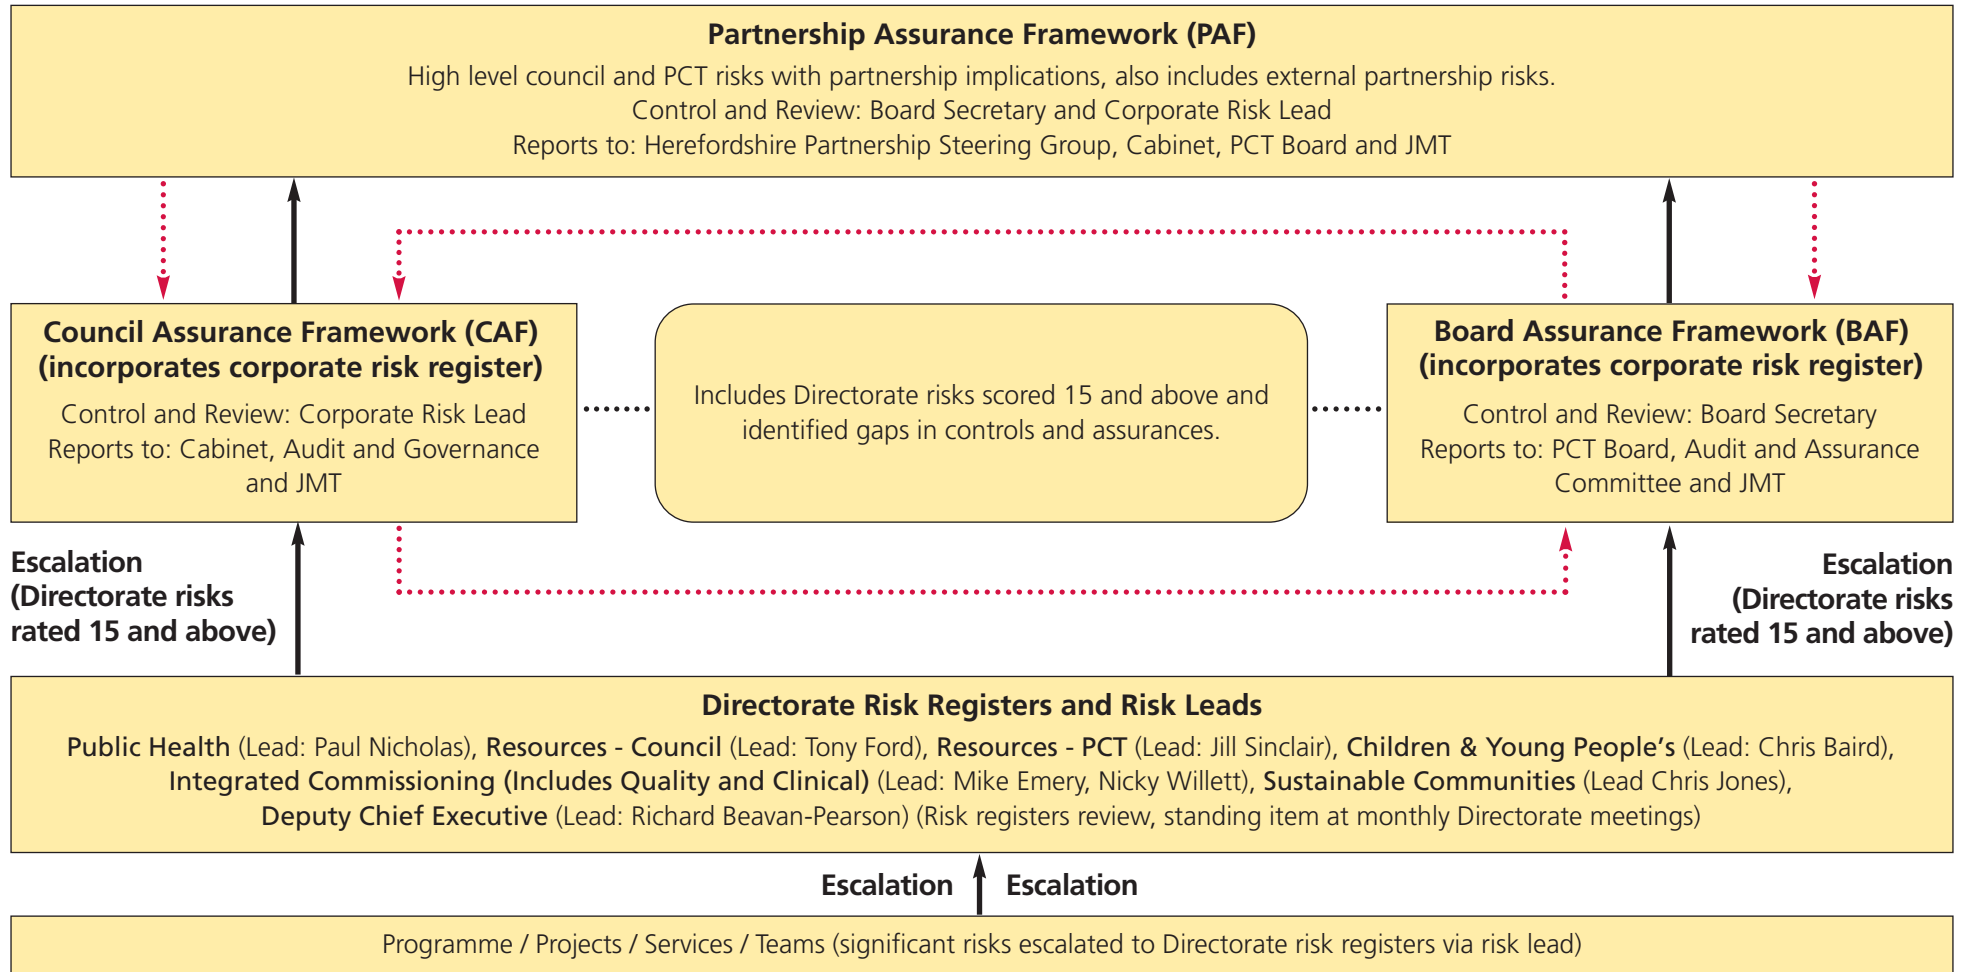 Partnership Assurance Framework (PAF)
High level council and PCT risks with partnership implications, also includes external partnership risks.
Control and Review: Board Secretary and Corporate Risk Lead
Reports to: Herefordshire Partnership Steering Group, Cabinet, PCT Board and JMT
Council Assurance Framework (CAF)
(incorporates corporate risk register)
Control and Review: Corporate Risk Lead
Reports to: Cabinet, Audit and Governance
and JMT
Includes Directorate risks scored 15 and above and
identified gaps in controls and assurances.
Board Assurance Framework (BAF)
(incorporates corporate risk register)
Control and Review: Board Secretary
Reports to: PCT Board, Audit and Assurance
Committee and JMT
Escalation
(Directorate risks
rated 15 and above)
Escalation
(Directorate risks
rated 15 and above)
Directorate Risk Registers and Risk Leads
Public Health (Lead: Paul Nicholas), Resources - Council (Lead: Tony Ford), Resources - PCT (Lead: Jill Sinclair), Children & Young People's (Lead: Chris Baird),
Integrated Commissioning (Includes Quality and Clinical) (Lead: Mike Emery, Nicky Willett), Sustainable Communities (Lead Chris Jones),
Deputy Chief Executive (Lead: Richard Beavan-Pearson) (Risk registers review, standing item at monthly Directorate meetings)
Escalation Escalation
Programme / Projects / Services / Teams (significant risks escalated to Directorate risk registers via risk lead)